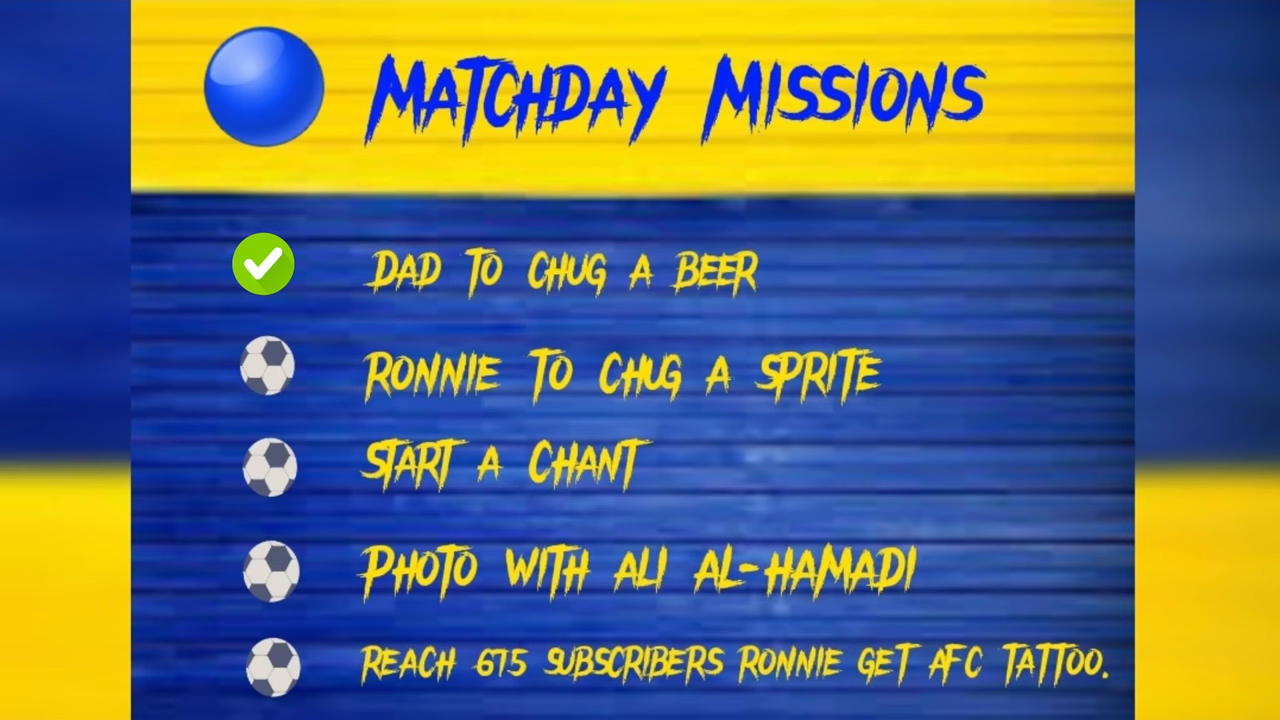 Matchday Missions
Dad to chug a beer
Ronnie to chug a Sprite
Start a Chant
Photo with Ali Al-Hamadi
Reach 675 subscribers Ronnie get AFC tattoo.